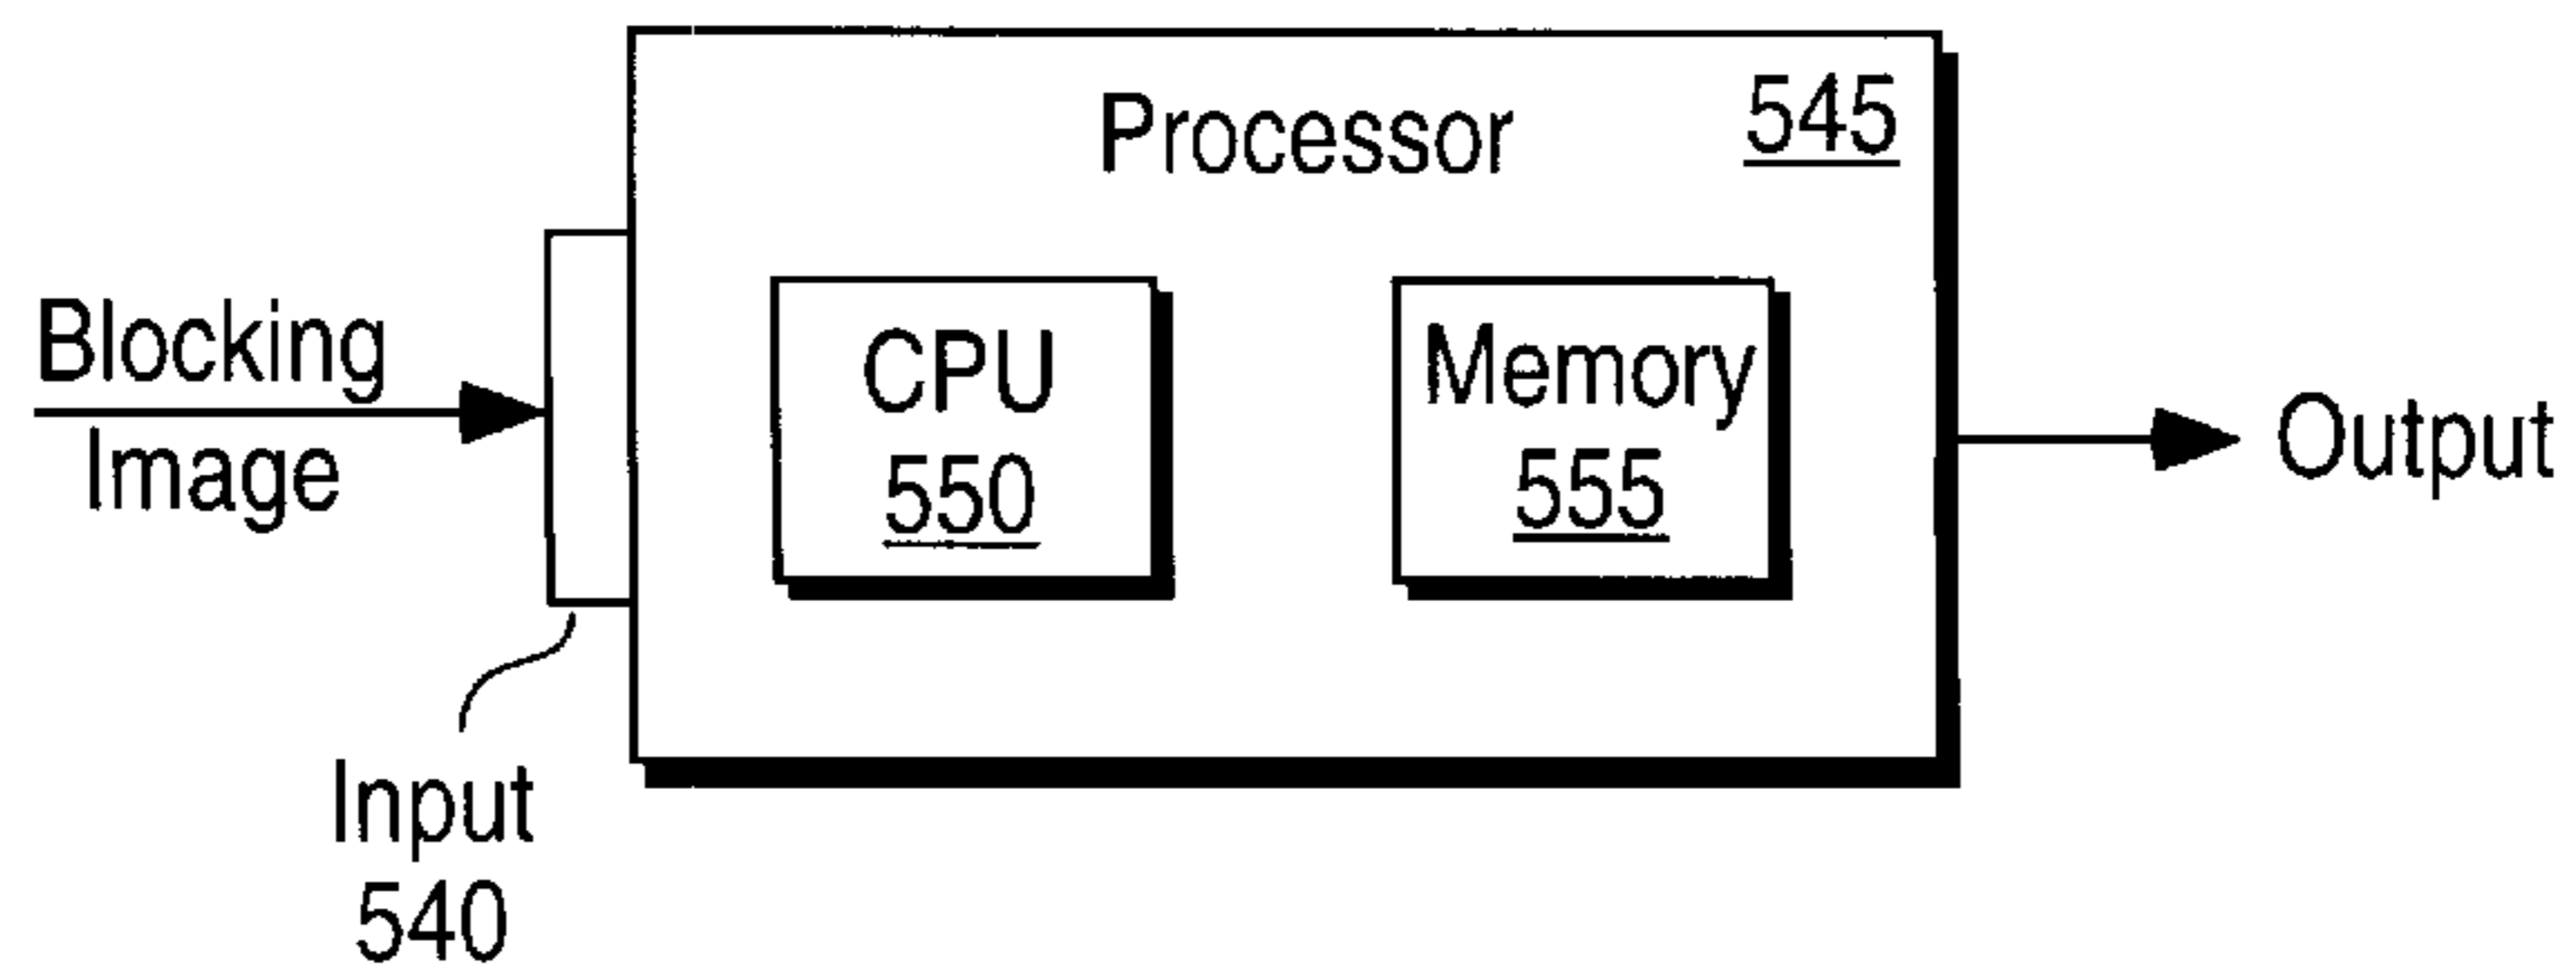 Processor
545
Blocking
Image
CPU
550
Memory
555
Output
Input
540